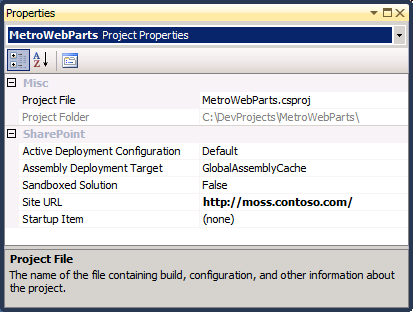 Properties
MetroWebParts Project Properties
Misc
Project File MetroWebParts.csproj
Project Folder C:\DevProjects\MetroWebParts\
SharePoint
Active Deployment Configuration Default
Assembly Deployment Target GlobalAssemblyCache
Sandboxed Solution False
Site URL http://moss.contoso.com/
Startup Item (none)
Project File
The name of the file containing build, configuration, and other information about
the project.